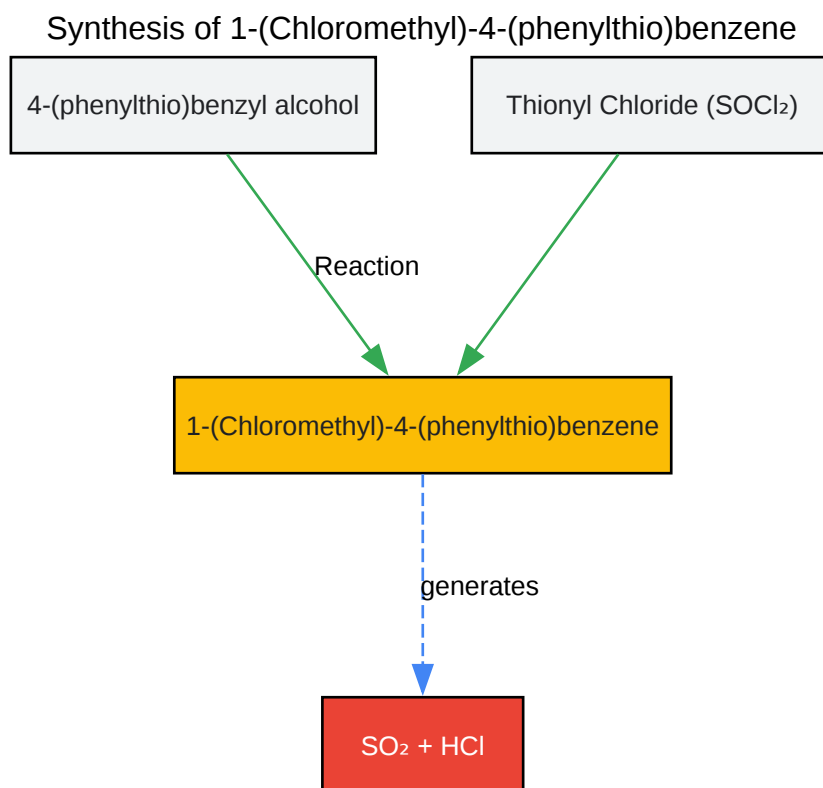 Synthesis of 1-(Chloromethyl)-4-(phenylthio)benzene
4-(phenylthio)benzyl alcohol
Thionyl Chloride (SOCl₂)
Reaction
1-(Chloromethyl)-4-(phenylthio)benzene
generates
SO₂ + HCl